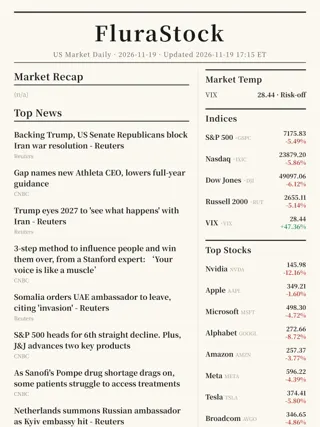 FluraStock
US Market Daily · 2026-11-19 · Updated 2026-11-19 17:15 ET
Market Recap
Top News
Backing Trump, US Senate Republicans block
Iran war resolution - Reuters
Reuters
Gap names new Athleta CEO, lowers full-year
guidance
CNBC
Trump eyes 2027 to 'see what happens' with
Iran - Reuters
Reuters
3-step method to influence people and win
them over, from a Stanford expert: ‘Your
voice is like a muscle’
CNBC
Somalia orders UAE ambassador to leave,
citing 'invasion' - Reuters
Reuters
S&P 500 heads for 6th straight decline. Plus,
J&J advances two key products
CNBC
As Sanofi's Pompe drug shortage drags on,
some patients struggle to access treatments
CNBC
Netherlands summons Russian ambassador
as Kyiv embassy hit - Reuters
Market Temp
VIX 28.44 · Risk-off
Indices
S&P 500 ^GSPC 7175.83
-5.49%
Nasdaq ^IXIC 23879.20
-5.86%
Dow Jones ^DJI 49097.06
-6.12%
Russell 2000 ^RUT 2655.11
-5.14%
VIX ^VIX 28.44
+47.36%
Top Stocks
Nvidia NVDA 145.98
-12.16%
Apple AAPL 349.21
-1.60%
Microsoft MSFT 498.30
-4.72%
Alphabet GOOGL 272.66
-8.72%
Amazon AMZN 257.37
-3.77%
Meta META 596.22
-4.39%
Tesla TSLA 374.41
-5.80%
Broadcom AVGO 346.65
-4.86%